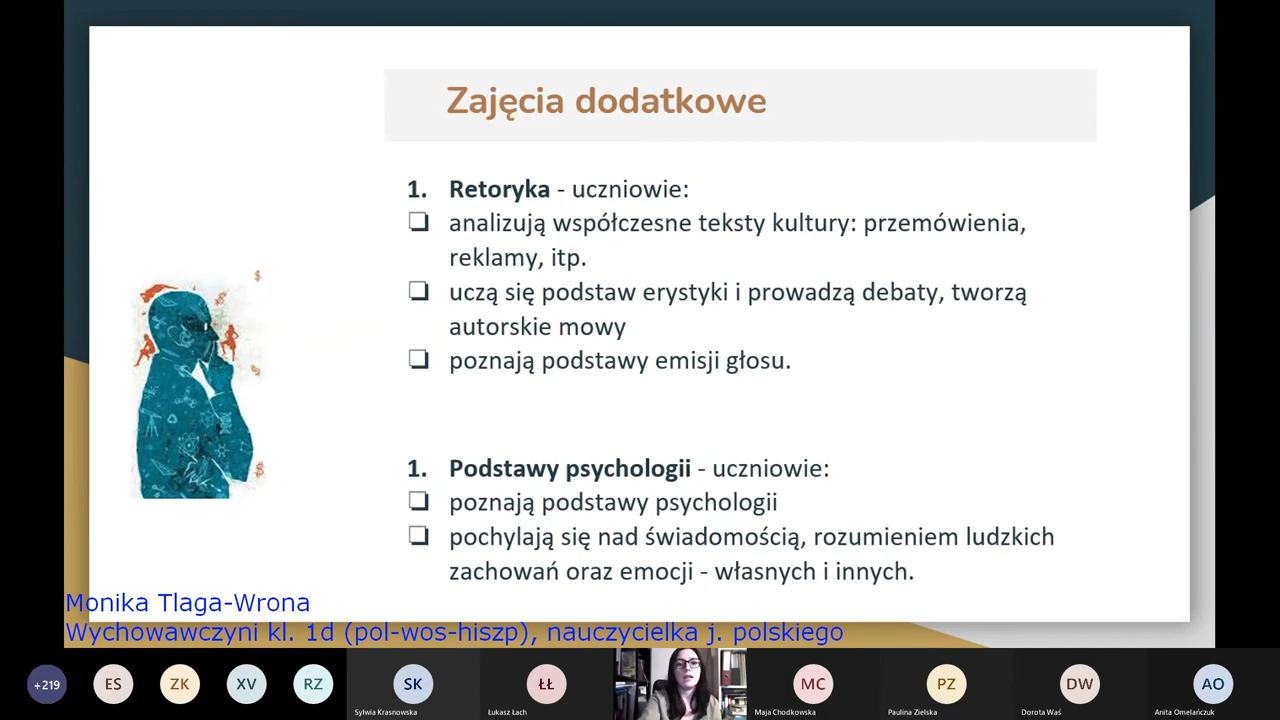 Zajęcia dodatkowe
1. Retoryka - uczniowie:
❑ analizują współczesne teksty kultury: przemówienia,
reklamy, itp.
❑ uczą się podstaw erystyki i prowadzą debaty, tworzą
autorskie mowy
❑ poznają podstawy emisji głosu.
1. Podstawy psychologii - uczniowie:
❑ poznają podstawy psychologii
❑ pochylają się nad świadomością, rozumieniem ludzkich
zachowań oraz emocji - własnych i innych.
Monika Tlaga-Wrona
Wychowawczyni kl. 1d (pol-wos-hiszp), nauczycielka j. polskiego
+219 ES ZK XV RZ SK ŁŁ MC PZ DW AO
Sylwia Krasnowska Łukasz Łach Maja Chodkowska Paulina Zielska Dorota Waś Anita Omelańczuk